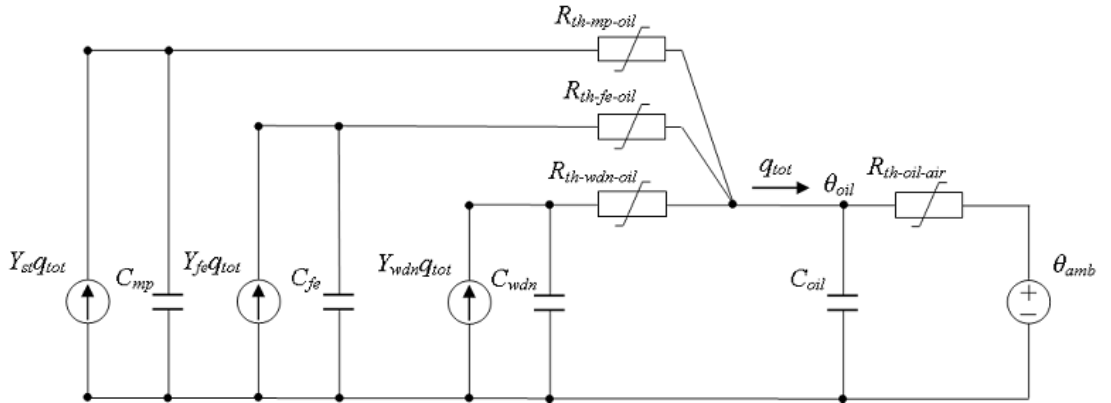 R_th-mp-oil
R_th-fe-oil
R_th-wdn-oil
q_tot
θ_oil
R_th-oil-air
Y_st q_tot
C_mp
Y_fe q_tot
C_fe
Y_wdn q_tot
C_wdn
C_oil
θ_amb
+
−